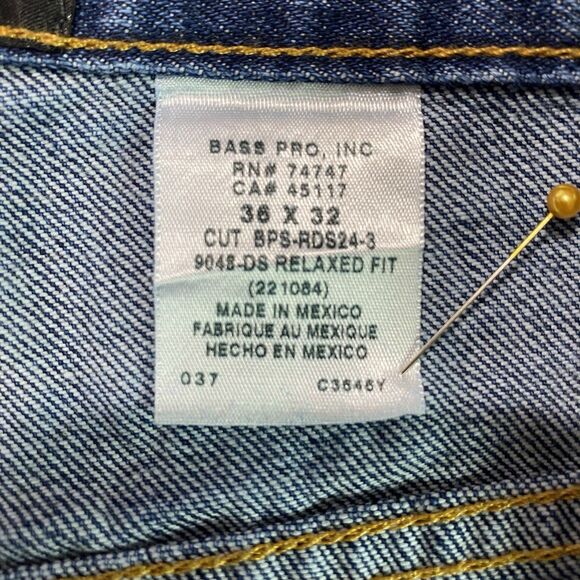 BASS PRO, INC
RN# 74747
CA# 45117
36 X 32
CUT BPS-RDS24-3
9048-DS RELAXED FIT
(221084)
MADE IN MEXICO
FABRIQUE AU MEXIQUE
HECHO EN MEXICO
037 C3646Y